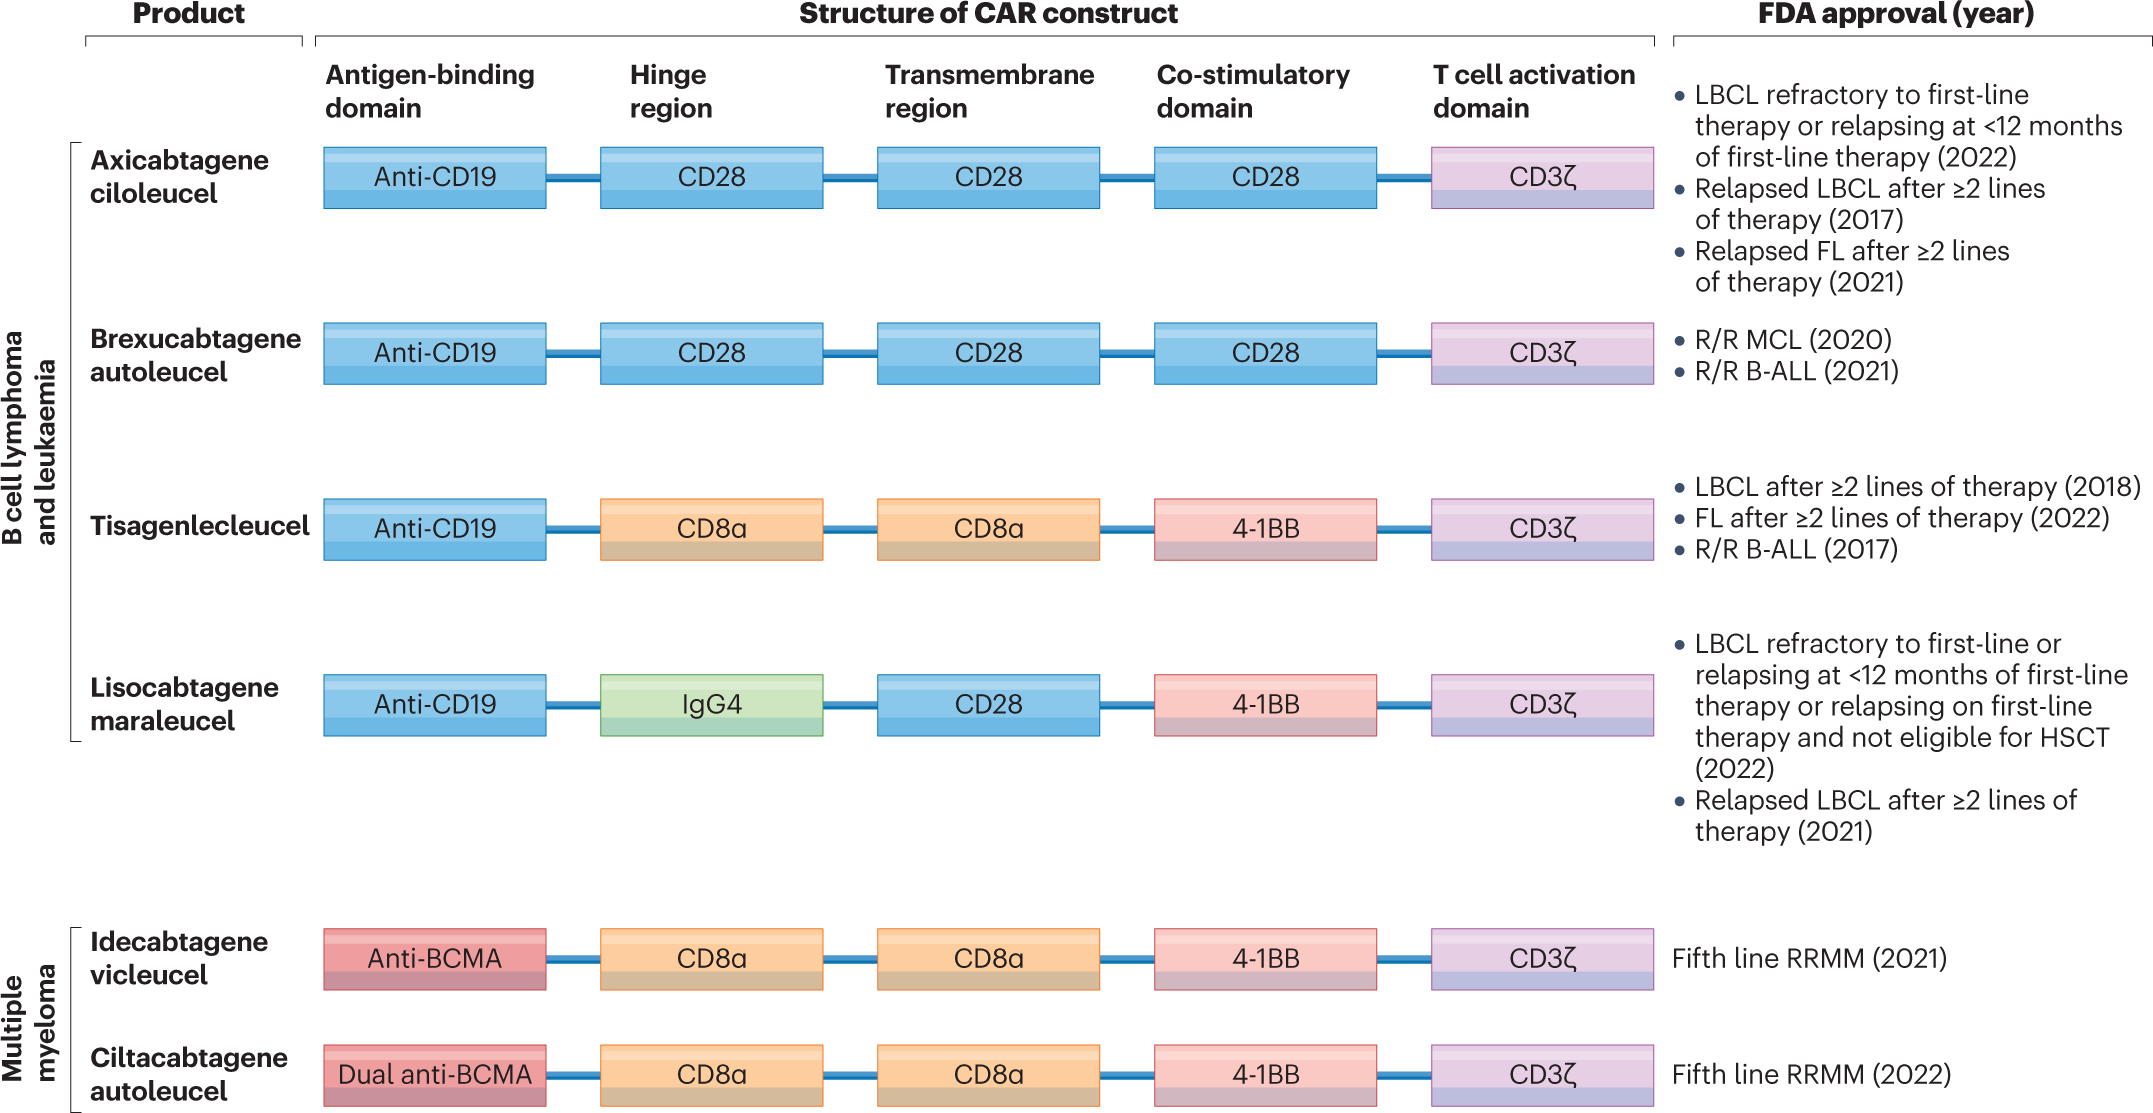 Product
Structure of CAR construct
FDA approval (year)
Antigen-binding
domain
Hinge
region
Transmembrane
region
Co-stimulatory
domain
T cell activation
domain
B cell lymphoma
and leukaemia
Axicabtagene
ciloleucel
Anti-CD19
CD28
CD28
CD28
CD3ζ
• LBCL refractory to first-line
therapy or relapsing at <12 months
of first-line therapy (2022)
• Relapsed LBCL after ≥2 lines
of therapy (2017)
• Relapsed FL after ≥2 lines
of therapy (2021)
Brexucabtagene
autoleucel
Anti-CD19
CD28
CD28
CD28
CD3ζ
• R/R MCL (2020)
• R/R B-ALL (2021)
Tisagenlecleucel
Anti-CD19
CD8α
CD8α
4-1BB
CD3ζ
• LBCL after ≥2 lines of therapy (2018)
• FL after ≥2 lines of therapy (2022)
• R/R B-ALL (2017)
Lisocabtagene
maraleucel
Anti-CD19
IgG4
CD28
4-1BB
CD3ζ
• LBCL refractory to first-line or
relapsing at <12 months of first-line
therapy or relapsing on first-line
therapy and not eligible for HSCT
(2022)
• Relapsed LBCL after ≥2 lines of
therapy (2021)
Multiple
myeloma
Idecabtagene
vicleucel
Anti-BCMA
CD8α
CD8α
4-1BB
CD3ζ
Fifth line RRMM (2021)
Ciltacabtagene
autoleucel
Dual anti-BCMA
CD8α
CD8α
4-1BB
CD3ζ
Fifth line RRMM (2022)